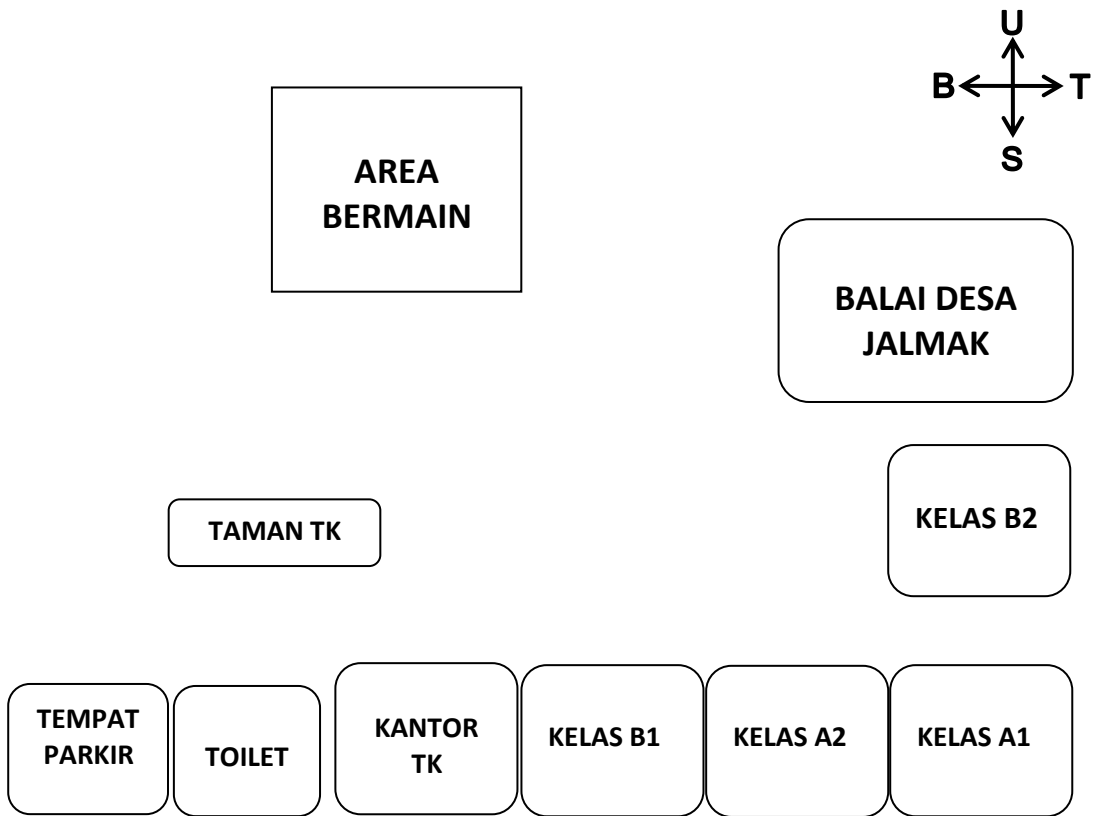 U
B T
S
AREA
BERMAIN
BALAI DESA
JALMAK
KELAS B2
TAMAN TK
TEMPAT
PARKIR
TOILET
KANTOR
TK
KELAS B1
KELAS A2
KELAS A1